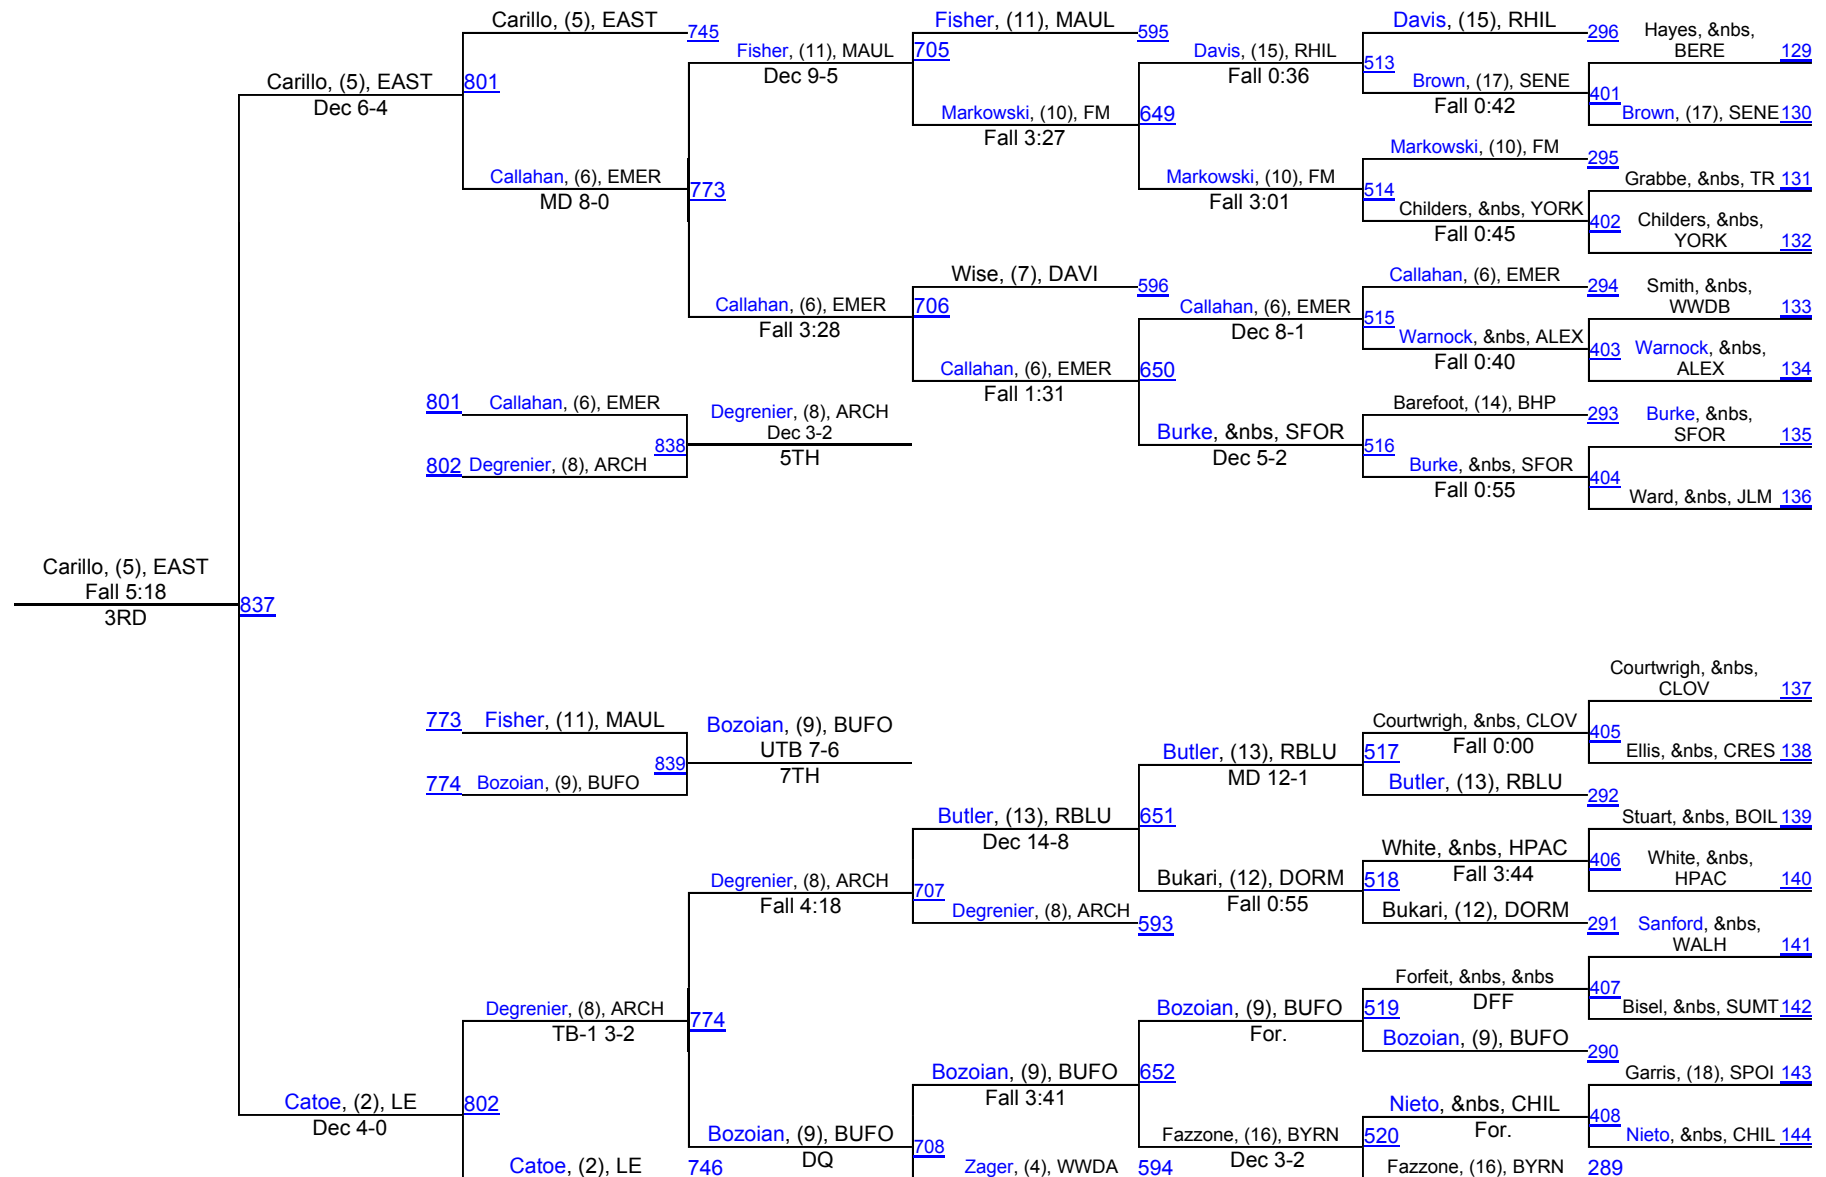 Carillo, (5), EAST
745
Fisher, (11), MAUL
595
Davis, (15), RHIL
296
Hayes, &nbs,
BERE
129
Fisher, (11), MAUL
705
Dec 9-5
Davis, (15), RHIL
Fall 0:36
513
Brown, (17), SENE
Fall 0:42
401
Brown, (17), SENE
130
Carillo, (5), EAST
801
Dec 6-4
Markowski, (10), FM
649
Fall 3:27
Markowski, (10), FM
295
Grabbe, &nbs, TR
131
Callahan, (6), EMER
773
MD 8-0
Markowski, (10), FM
514
Fall 3:01
Childers, &nbs, YORK
Fall 0:45
402
Childers, &nbs,
YORK
132
Wise, (7), DAVI
596
Callahan, (6), EMER
294
Smith, &nbs,
WWDB
133
Callahan, (6), EMER
706
Fall 3:28
Callahan, (6), EMER
515
Dec 8-1
Warnock, &nbs, ALEX
Fall 0:40
403
Warnock, &nbs,
ALEX
134
Callahan, (6), EMER
650
Fall 1:31
801
Callahan, (6), EMER
Degrenier, (8), ARCH
Dec 3-2
838
5TH
802
Degrenier, (8), ARCH
Barefoot, (14), BHP
293
Burke, &nbs,
SFOR
135
Burke, &nbs, SFOR
516
Dec 5-2
Burke, &nbs, SFOR
Fall 0:55
404
Ward, &nbs, JLM
136
Carillo, (5), EAST
Fall 5:18
837
3RD
Courtwrigh, &nbs,
CLOV
137
773
Fisher, (11), MAUL
Bozoian, (9), BUFO
UTB 7-6
839
7TH
774
Bozoian, (9), BUFO
Courtwrigh, &nbs, CLOV
Fall 0:00
405
Ellis, &nbs, CRES
138
Butler, (13), RBLU
517
MD 12-1
Butler, (13), RBLU
292
Stuart, &nbs, BOIL
139
Butler, (13), RBLU
651
Dec 14-8
White, &nbs, HPAC
Fall 3:44
406
White, &nbs,
HPAC
140
Degrenier, (8), ARCH
707
Fall 4:18
Bukari, (12), DORM
518
Fall 0:55
Degrenier, (8), ARCH
593
Bukari, (12), DORM
291
Sanford, &nbs,
WALH
141
Forfeit, &nbs, &nbs
DFF
407
Degrenier, (8), ARCH
774
TB-1 3-2
Bozoian, (9), BUFO
519
For.
Bisel, &nbs, SUMT
142
Bozoian, (9), BUFO
290
Bozoian, (9), BUFO
652
Fall 3:41
Garris, (18), SPOI
143
Catoe, (2), LE
802
Dec 4-0
Nieto, &nbs, CHIL
408
For.
Bozoian, (9), BUFO
708
DQ
Fazzone, (16), BYRN
520
Dec 3-2
Nieto, &nbs, CHIL
144
Catoe, (2), LE
746
Zager, (4), WWDA
594
Fazzone, (16), BYRN
289